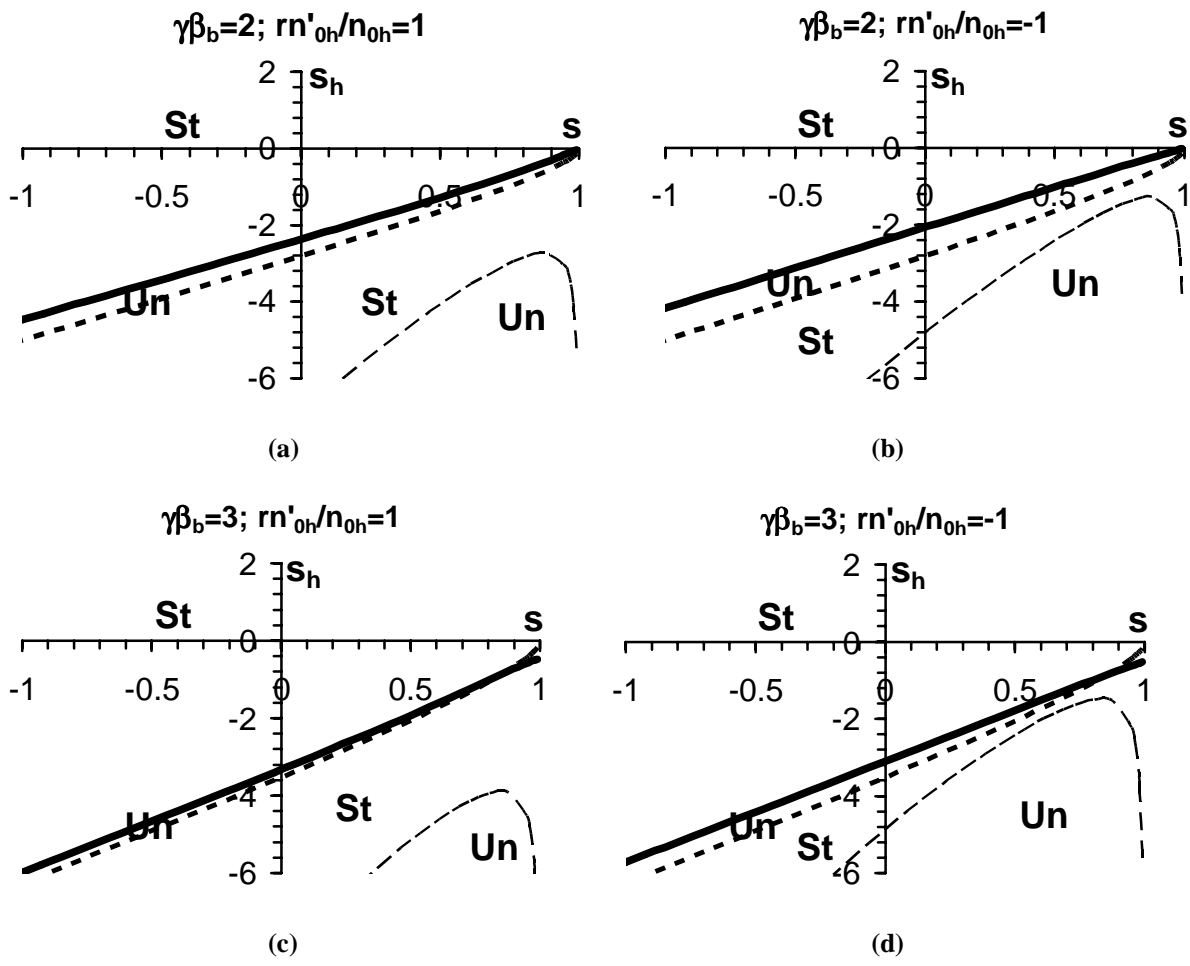 γβb=2; rn'0h/n0h=1
2
sh
St
s
0
-1
-0.5
0
0.5
1
-2
Un
-4
St
Un
-6
(a)
γβb=2; rn'0h/n0h=-1
2
sh
St
s
0
-1
-0.5
0
0.5
1
-2
Un
Un
-4
St
-6
(b)
γβb=3; rn'0h/n0h=1
2
sh
St
s
0
-1
-0.5
0
0.5
1
-2
-4
St
Un
Un
-6
(c)
γβb=3; rn'0h/n0h=-1
2
sh
St
s
0
-1
-0.5
0
0.5
1
-2
-4
Un
Un
St
-6
(d)